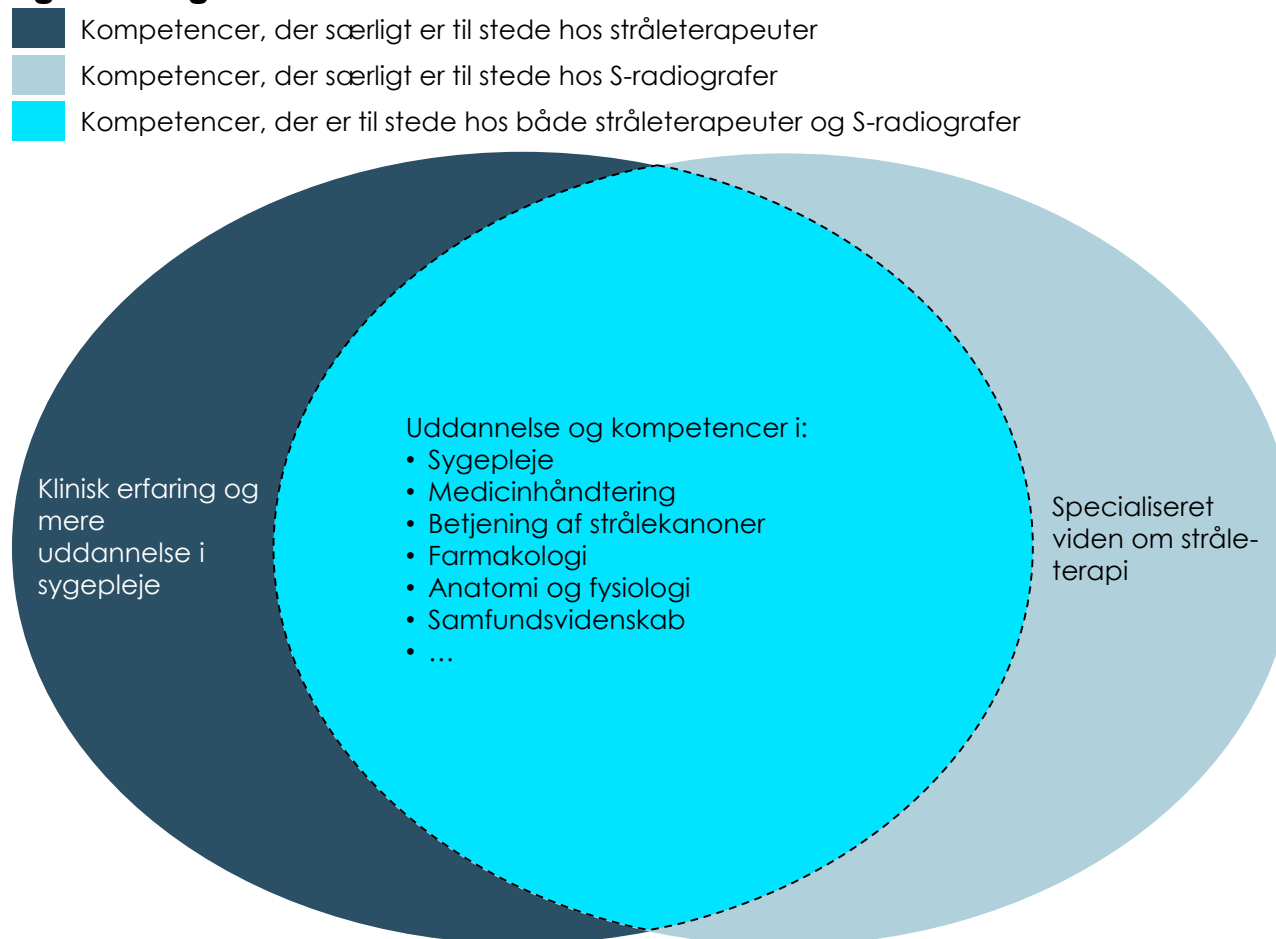 Kompetencer, der særligt er til stede hos stråleterapeuter
Kompetencer, der særligt er til stede hos S-radiografer
Kompetencer, der er til stede hos både stråleterapeuter og S-radiografer
Klinisk erfaring og
mere
uddannelse i
sygepleje
Uddannelse og kompetencer i:
• Sygepleje
• Medicinhåndtering
• Betjening af strålekanoner
• Farmakologi
• Anatomi og fysiologi
• Samfundsvidenskab
• …
Specialiseret
viden om stråle-
terapi